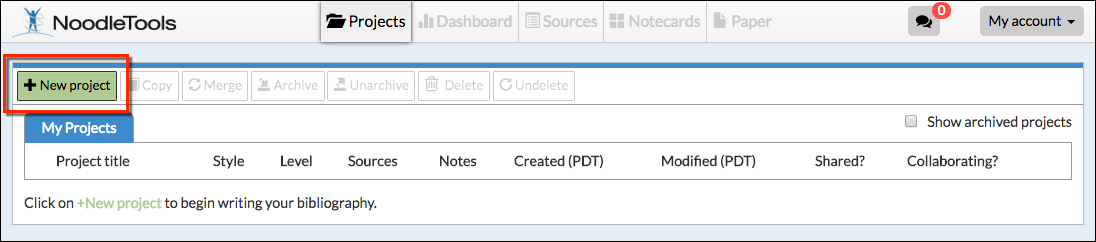 NoodleTools Projects Dashboard Sources Notecards Paper 0 My account
+ New project Copy Merge Archive Unarchive Delete Undelete
My Projects Show archived projects
Project title Style Level Sources Notes Created (PDT) Modified (PDT) Shared? Collaborating?
Click on +New project to begin writing your bibliography.